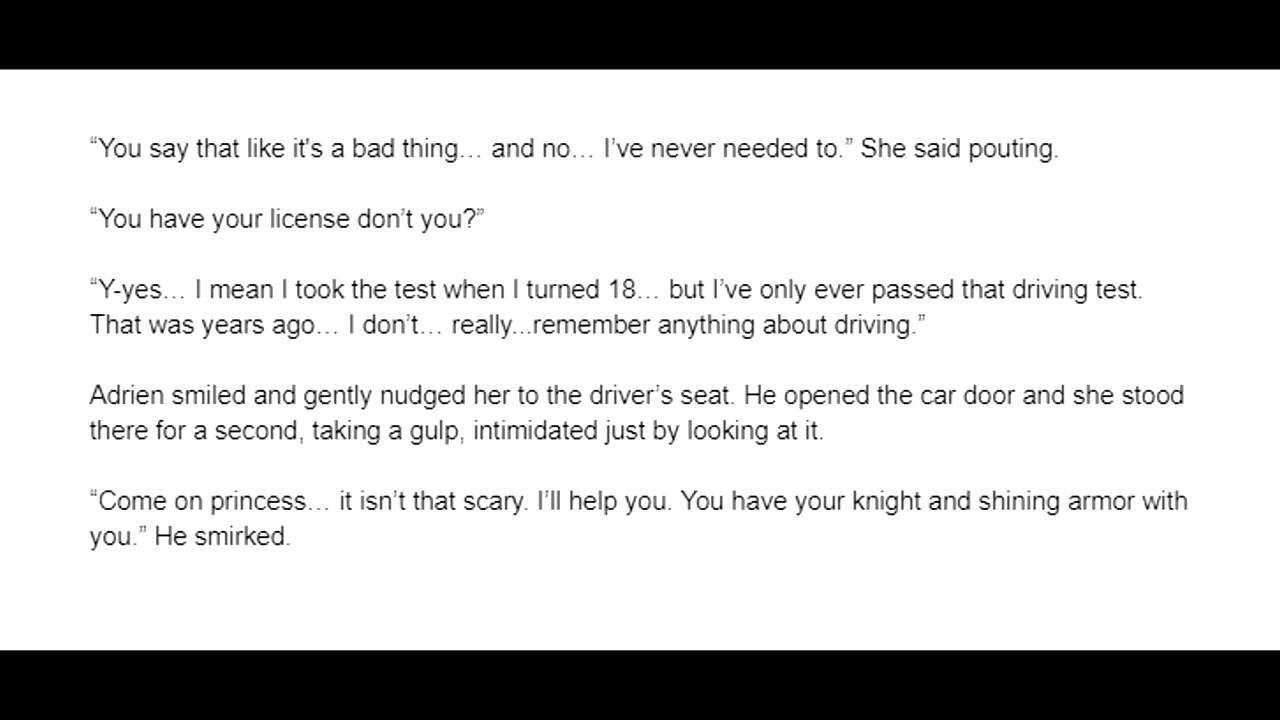 “You say that like it's a bad thing… and no… I’ve never needed to.” She said pouting.
“You have your license don’t you?”
“Y-yes… I mean I took the test when I turned 18… but I’ve only ever passed that driving test.
That was years ago… I don’t… really...remember anything about driving.”
Adrien smiled and gently nudged her to the driver’s seat. He opened the car door and she stood
there for a second, taking a gulp, intimidated just by looking at it.
“Come on princess… it isn’t that scary. I’ll help you. You have your knight and shining armor with
you.” He smirked.